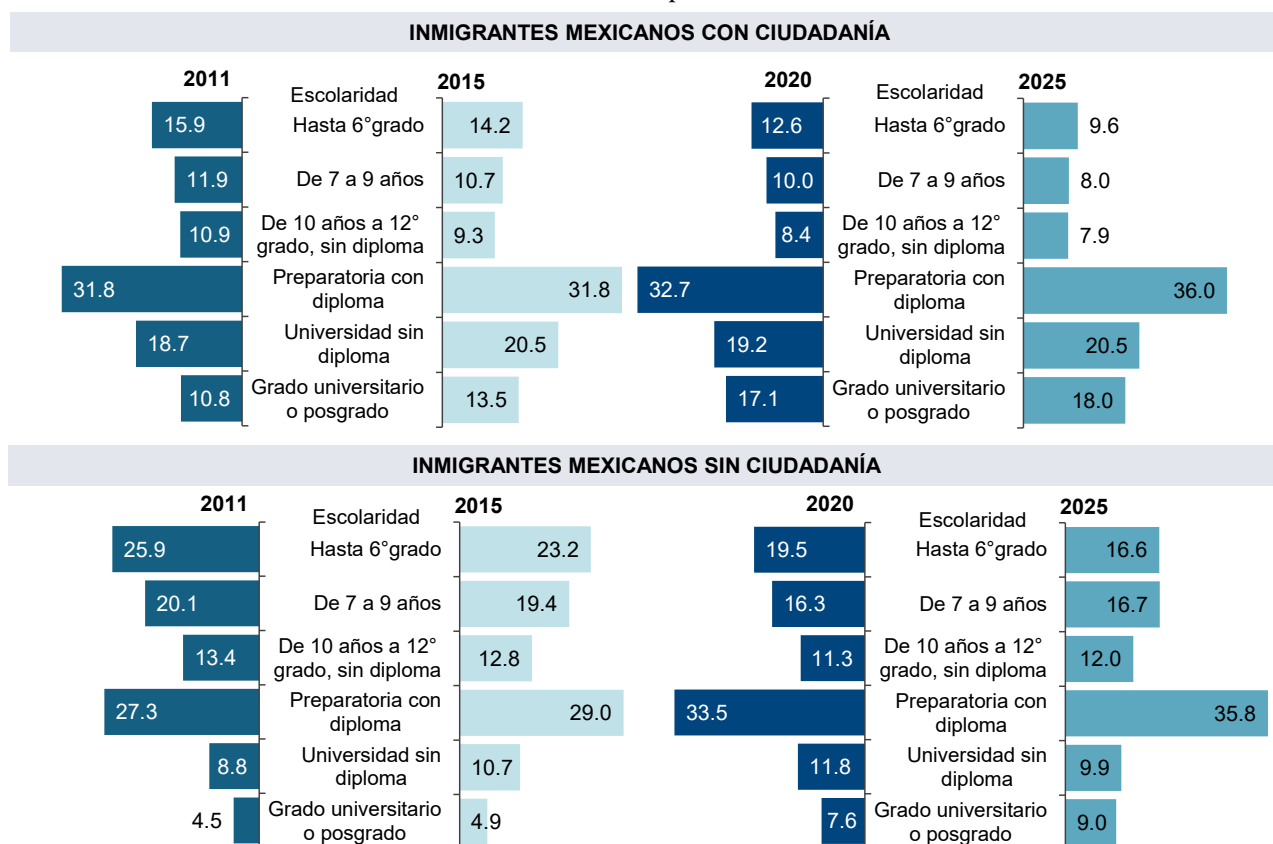 INMIGRANTES MEXICANOS CON CIUDADANÍA
2011 Escolaridad 2015
15.9 Hasta 6°grado 14.2
11.9 De 7 a 9 años 10.7
10.9 De 10 años a 12° 9.3
grado, sin diploma
31.8 Preparatoria con 31.8
diploma
18.7 Universidad sin 20.5
diploma
10.8 Grado universitario 13.5
o posgrado
2020 Escolaridad 2025
12.6 Hasta 6°grado 9.6
10.0 De 7 a 9 años 8.0
8.4 De 10 años a 12° 7.9
grado, sin diploma
32.7 Preparatoria con 36.0
diploma
19.2 Universidad sin 20.5
diploma
17.1 Grado universitario 18.0
o posgrado
INMIGRANTES MEXICANOS SIN CIUDADANÍA
2011 Escolaridad 2015
25.9 Hasta 6°grado 23.2
20.1 De 7 a 9 años 19.4
13.4 De 10 años a 12° 12.8
grado, sin diploma
27.3 Preparatoria con 29.0
diploma
8.8 Universidad sin 10.7
diploma
4.5 Grado universitario 4.9
o posgrado
2020 Escolaridad 2025
19.5 Hasta 6°grado 16.6
16.3 De 7 a 9 años 16.7
11.3 De 10 años a 12° 12.0
grado, sin diploma
33.5 Preparatoria con 35.8
diploma
11.8 Universidad sin 9.9
diploma
7.6 Grado universitario 9.0
o posgrado